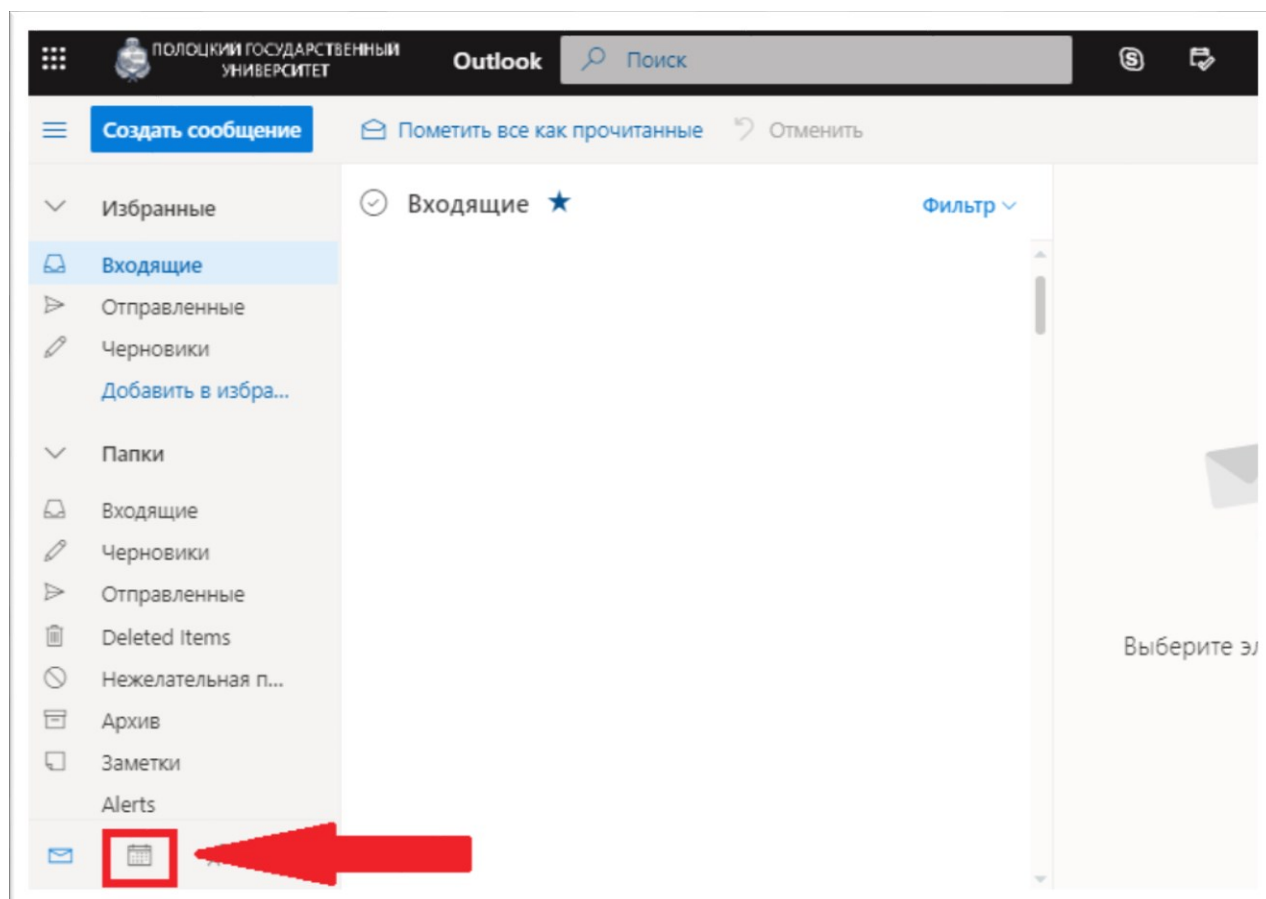 ПОЛОЦКИЙ ГОСУДАРСТВЕННЫЙ
УНИВЕРСИТЕТ
Outlook
Поиск
Создать сообщение
Пометить все как прочитанные
Отменить
Избранные
Входящие
Отправленные
Черновики
Добавить в избра...
Папки
Входящие
Черновики
Отправленные
Deleted Items
Нежелательная п...
Архив
Заметки
Alerts
Входящие
Фильтр
Выберите эл